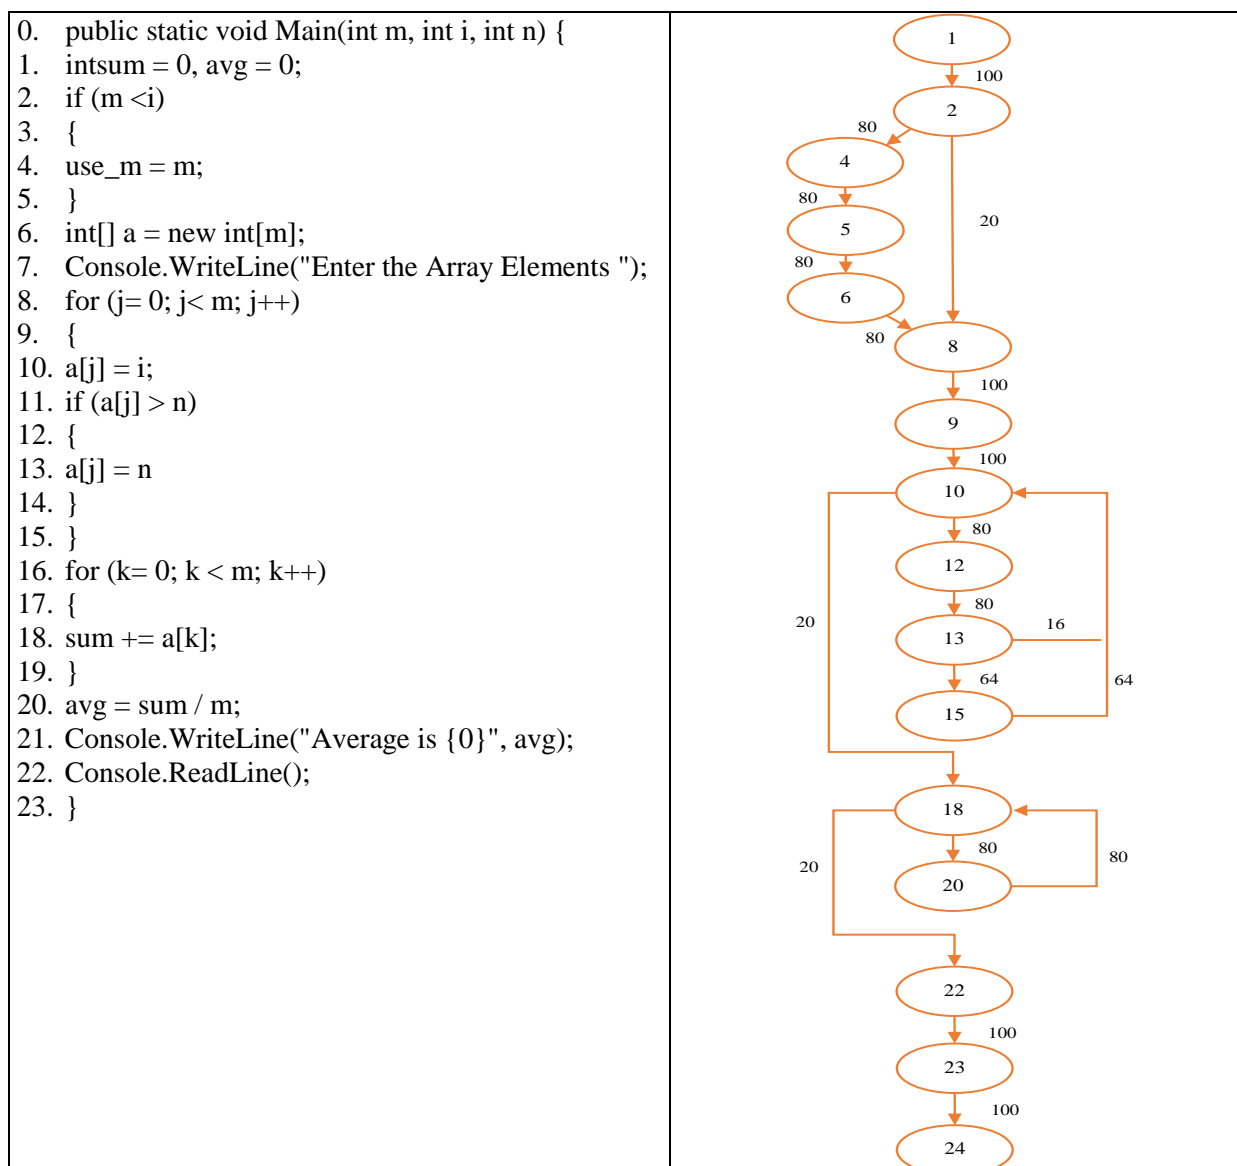 0. public static void Main(int m, int i, int n) {
1. intsum = 0, avg = 0;
2. if (m <i)
3. {
4. use_m = m;
5. }
6. int[] a = new int[m];
7. Console.WriteLine("Enter the Array Elements ");
8. for (j= 0; j< m; j++)
9. {
10. a[j] = i;
11. if (a[j] > n)
12. {
13. a[j] = n
14. }
15. }
16. for (k= 0; k < m; k++)
17. {
18. sum += a[k];
19. }
20. avg = sum / m;
21. Console.WriteLine("Average is {0}", avg);
22. Console.ReadLine();
23. }
1
100
2
80
4
80
5
20
80
6
80
8
100
9
100
10
80
12
80
20
16
13
64
64
15
18
80
20
80
20
22
100
23
100
24